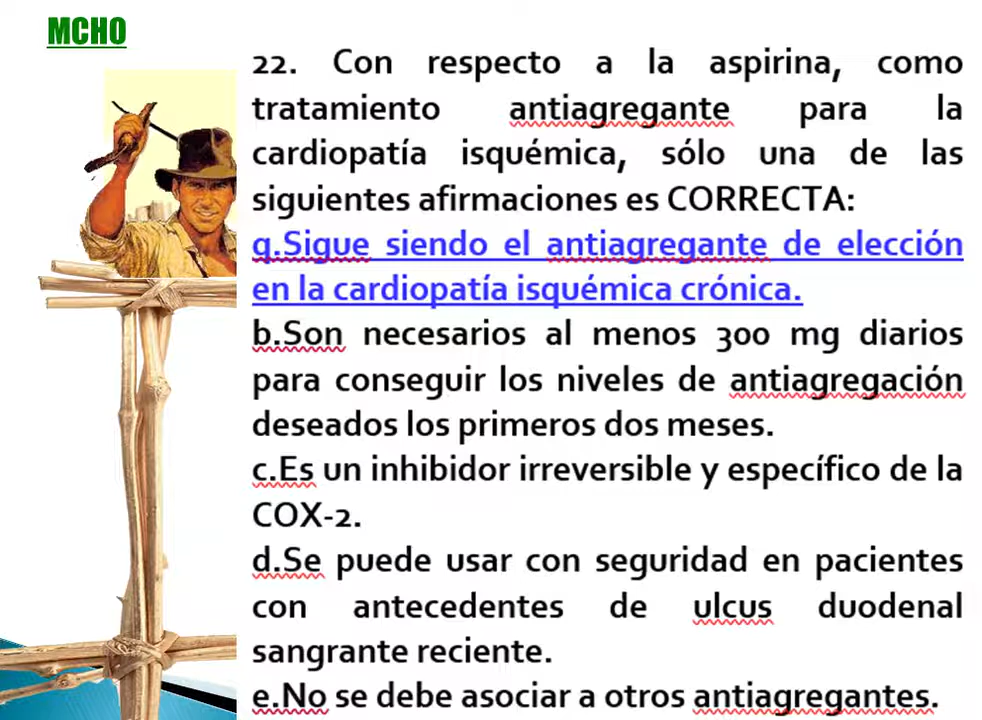 MCHO
22. Con respecto a la aspirina, como
tratamiento antiagregante para la
cardiopatía isquémica, sólo una de las
siguientes afirmaciones es CORRECTA:
q.Sigue siendo el antiagregante de elección
en la cardiopatía isquémica crónica.
b.Son necesarios al menos 300 mg diarios
para conseguir los niveles de antiagregación
deseados los primeros dos meses.
c.Es un inhibidor irreversible y específico de la
COX-2.
d.Se puede usar con seguridad en pacientes
con antecedentes de ulcus duodenal
sangrante reciente.
e.No se debe asociar a otros antiagregantes.